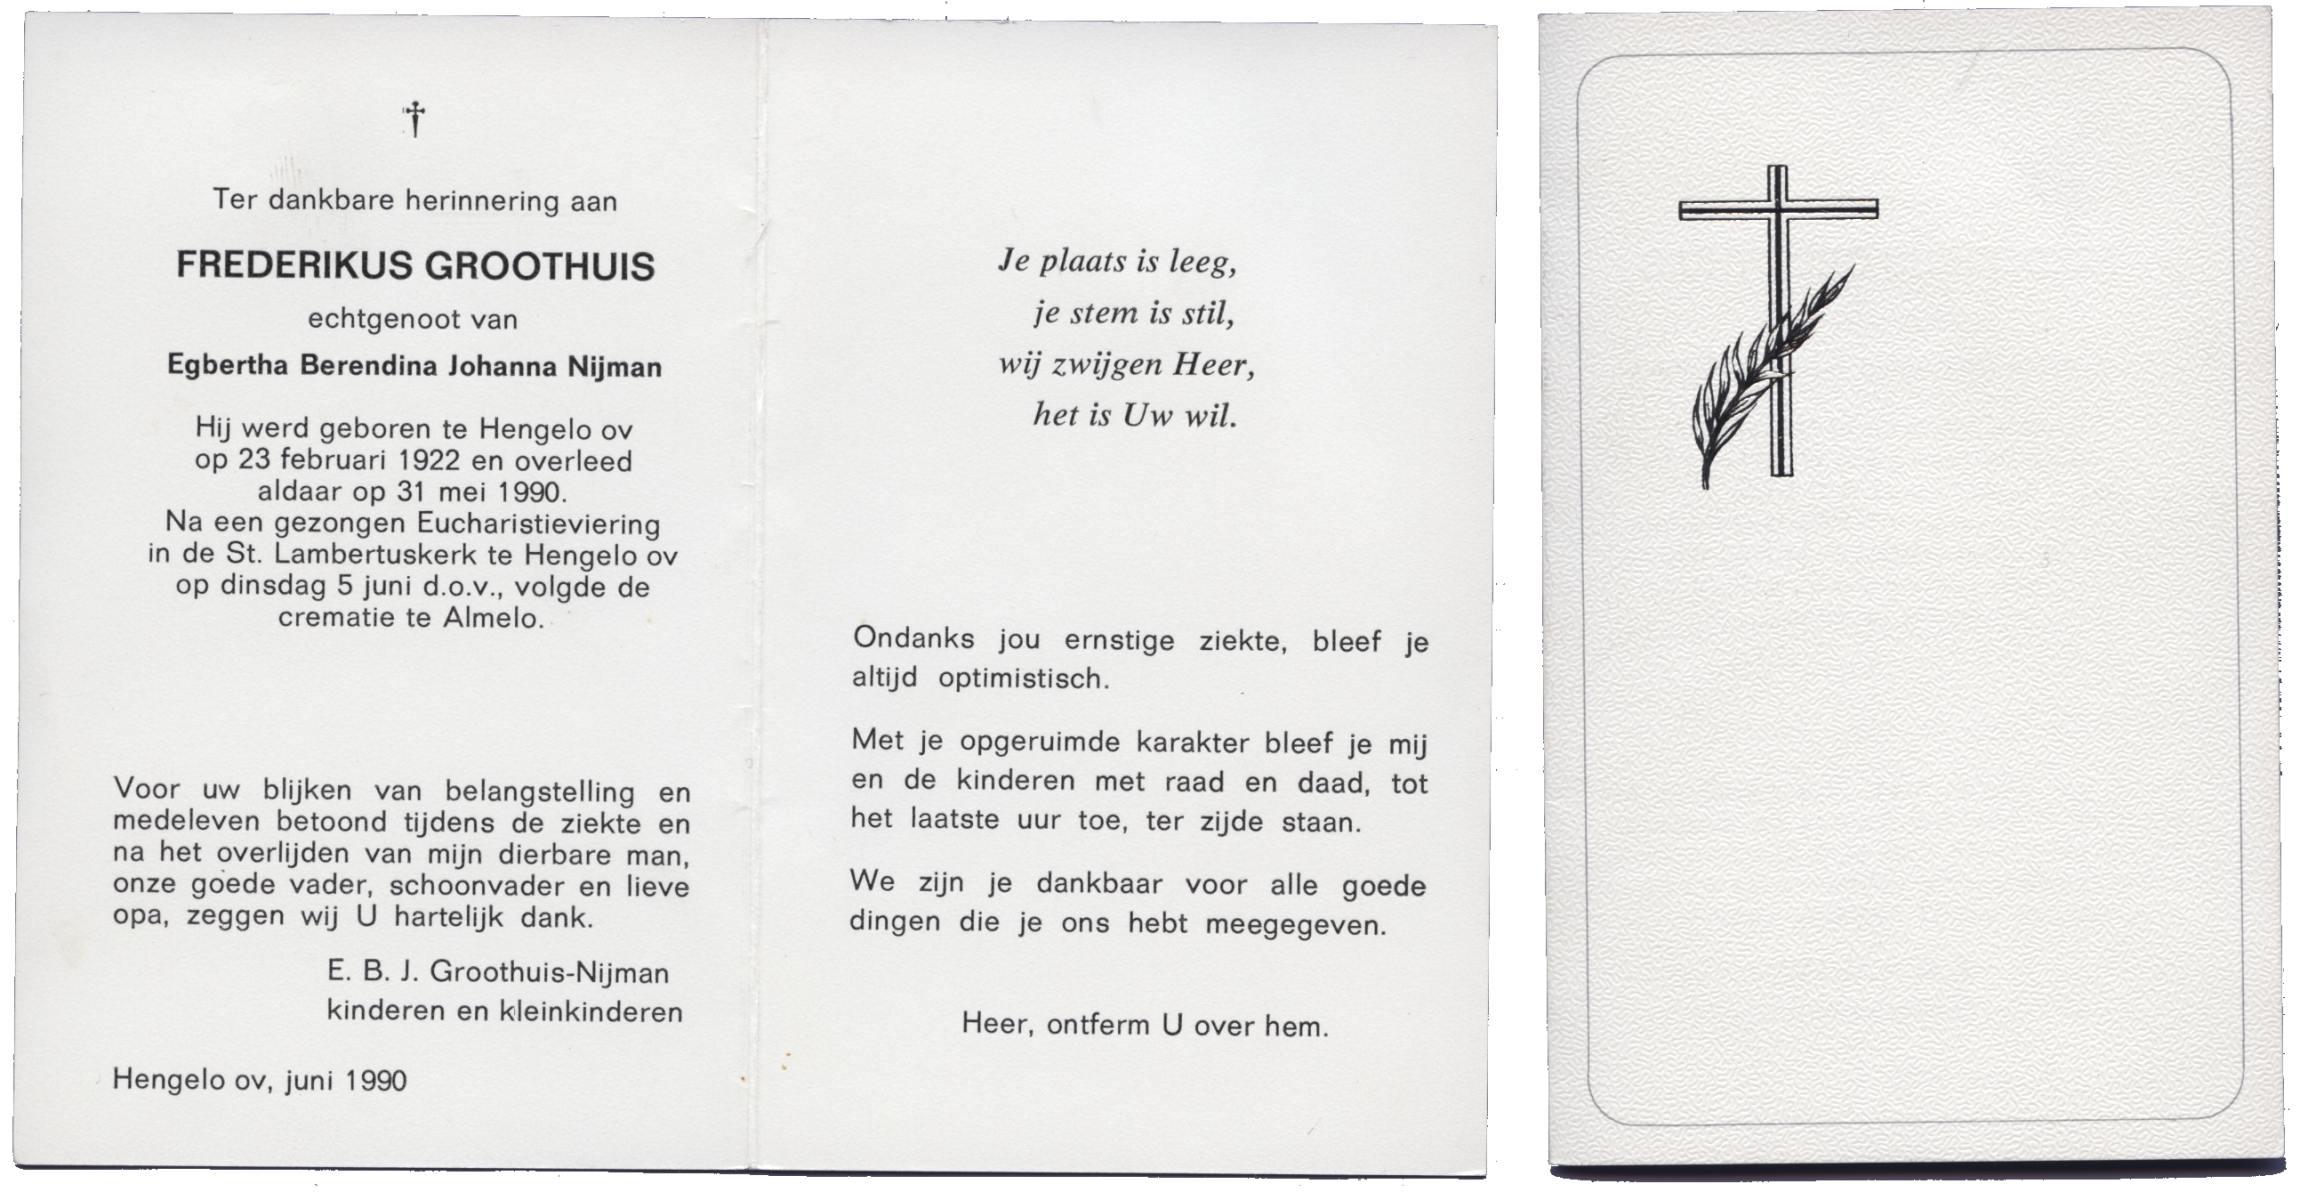 Ter dankbare herinnering aan
FREDERIKUS GROOTHUIS
echtgenoot van
Egbertha Berendina Johanna Nijman
Hij werd geboren te Hengelo ov
op 23 februari 1922 en overleed
aldaar op 31 mei 1990.
Na een gezongen Eucharistieviering
in de St. Lambertuskerk te Hengelo ov
op dinsdag 5 juni d.o.v., volgde de
crematie te Almelo.
Voor uw blijken van belangstelling en
medeleven betoond tijdens de ziekte en
na het overlijden van mijn dierbare man,
onze goede vader, schoonvader en lieve
opa, zeggen wij U hartelijk dank.
E. B. J. Groothuis-Nijman
kinderen en kleinkinderen
Hengelo ov, juni 1990
Je plaats is leeg,
je stem is stil,
wij zwijgen Heer,
het is Uw wil.
Ondanks jou ernstige ziekte, bleef je
altijd optimistisch.
Met je opgeruimde karakter bleef je mij
en de kinderen met raad en daad, tot
het laatste uur toe, ter zijde staan.
We zijn je dankbaar voor alle goede
dingen die je ons hebt meegegeven.
Heer, ontferm U over hem.